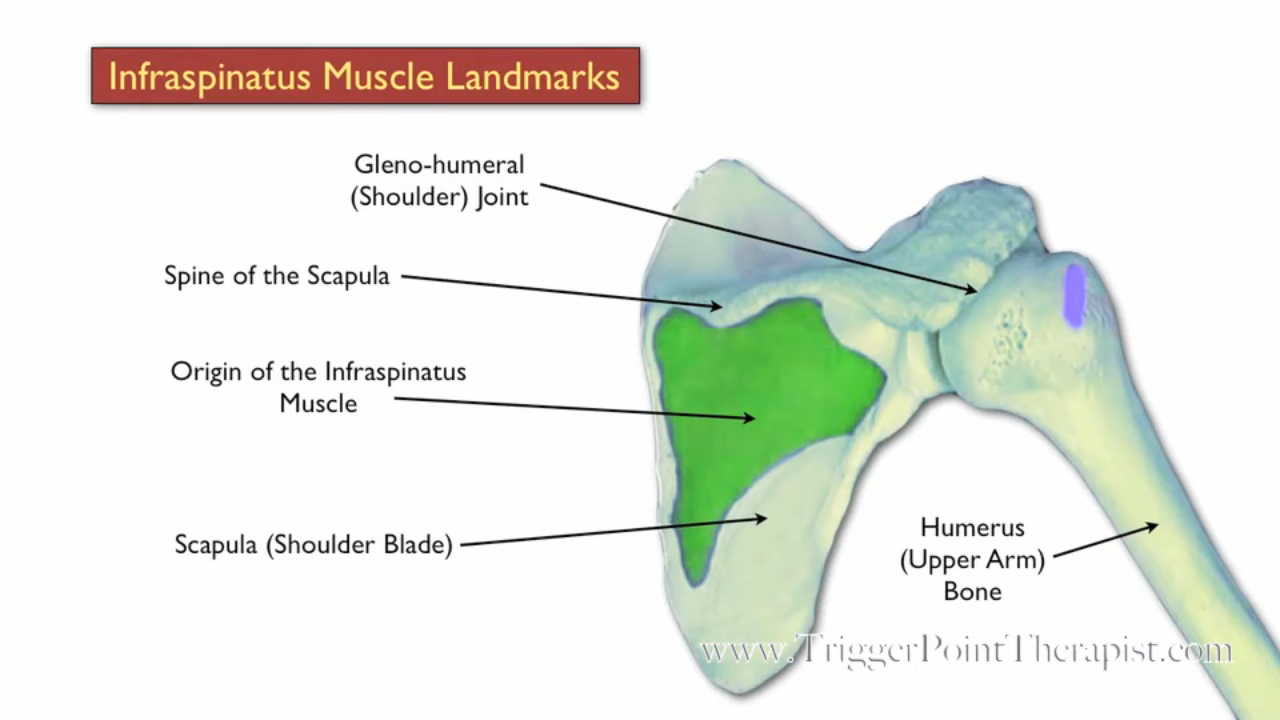 Infraspinatus Muscle Landmarks
Gleno-humeral
(Shoulder) Joint
Spine of the Scapula
Origin of the Infraspinatus
Muscle
Scapula (Shoulder Blade)
Humerus
(Upper Arm)
Bone
www.TriggerPointTherapist.com